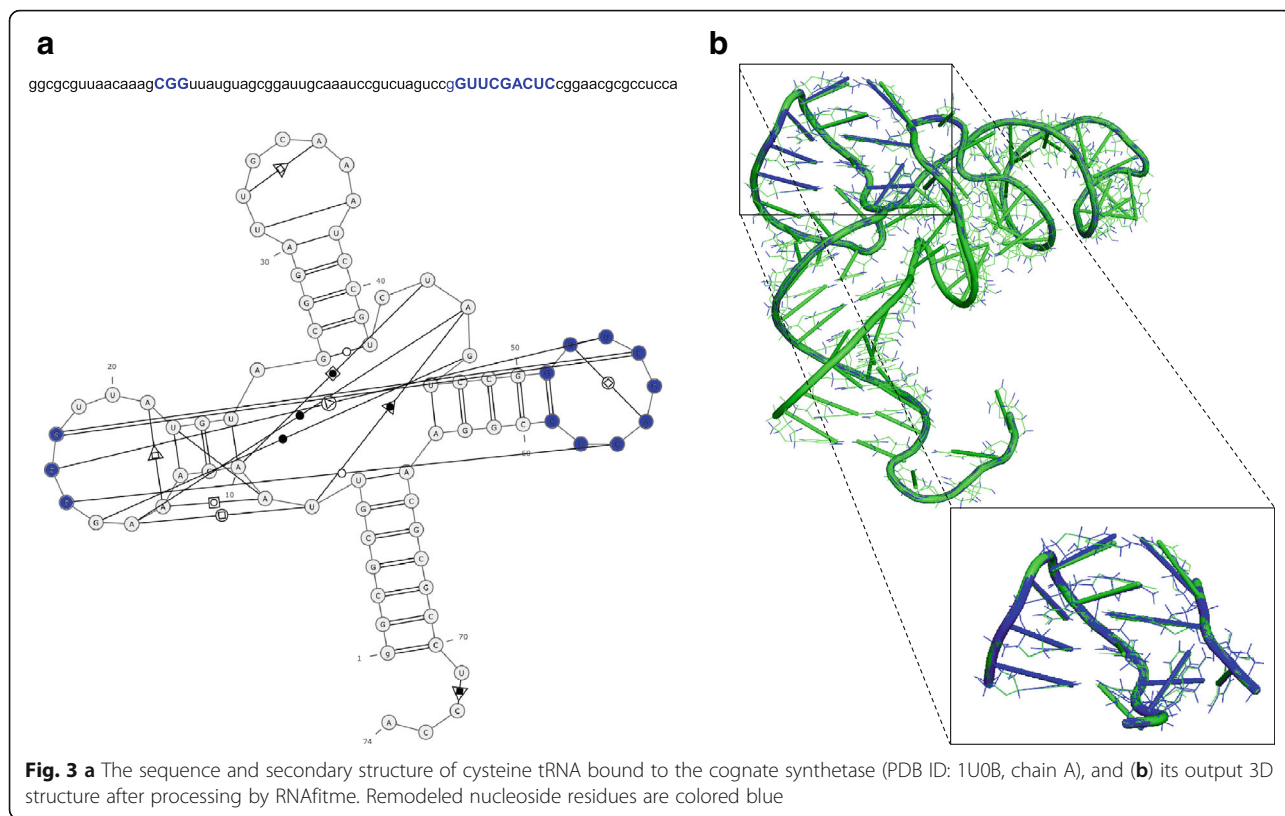 a
b
ggcgcguuaacaaagCGGuuauguagcggauugcaaauccgucuaguccgGUUCGACUCcggaacgcgccucca
G C A
U A
U A
U U
30 A U
G C
G C 40
C G C U
G U A
A G
20 50
U U A
U G U
U C C G
A G G C
60
10
G A A A U
U A
G C
C G
G C
C G
G C
1 g C 70
U
C
74 A C
Fig. 3 a The sequence and secondary structure of cysteine tRNA bound to the cognate synthetase (PDB ID: 1U0B, chain A), and (b) its output 3D
structure after processing by RNAfitme. Remodeled nucleoside residues are colored blue